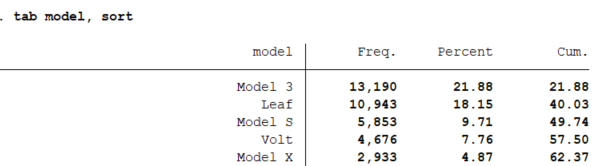 . tab model, sort
model Freq. Percent Cum.
Model 3 13,190 21.88 21.88
Leaf 10,943 18.15 40.03
Model S 5,853 9.71 49.74
Volt 4,676 7.76 57.50
Model X 2,933 4.87 62.37